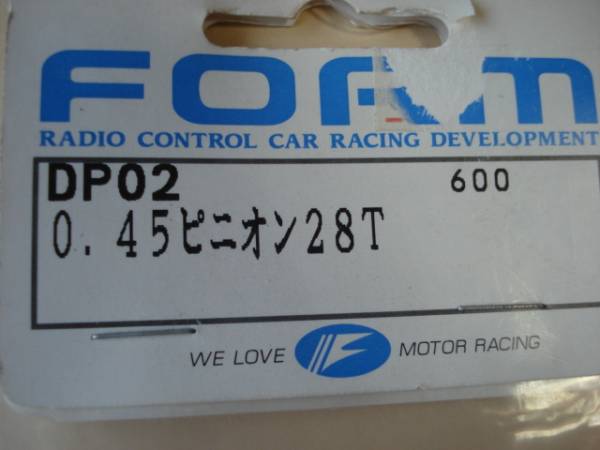 FORM
RADIO CONTROL CAR RACING DEVELOPMENT
DP02 600
0.45ピニオン28T
WE LOVE MOTOR RACING